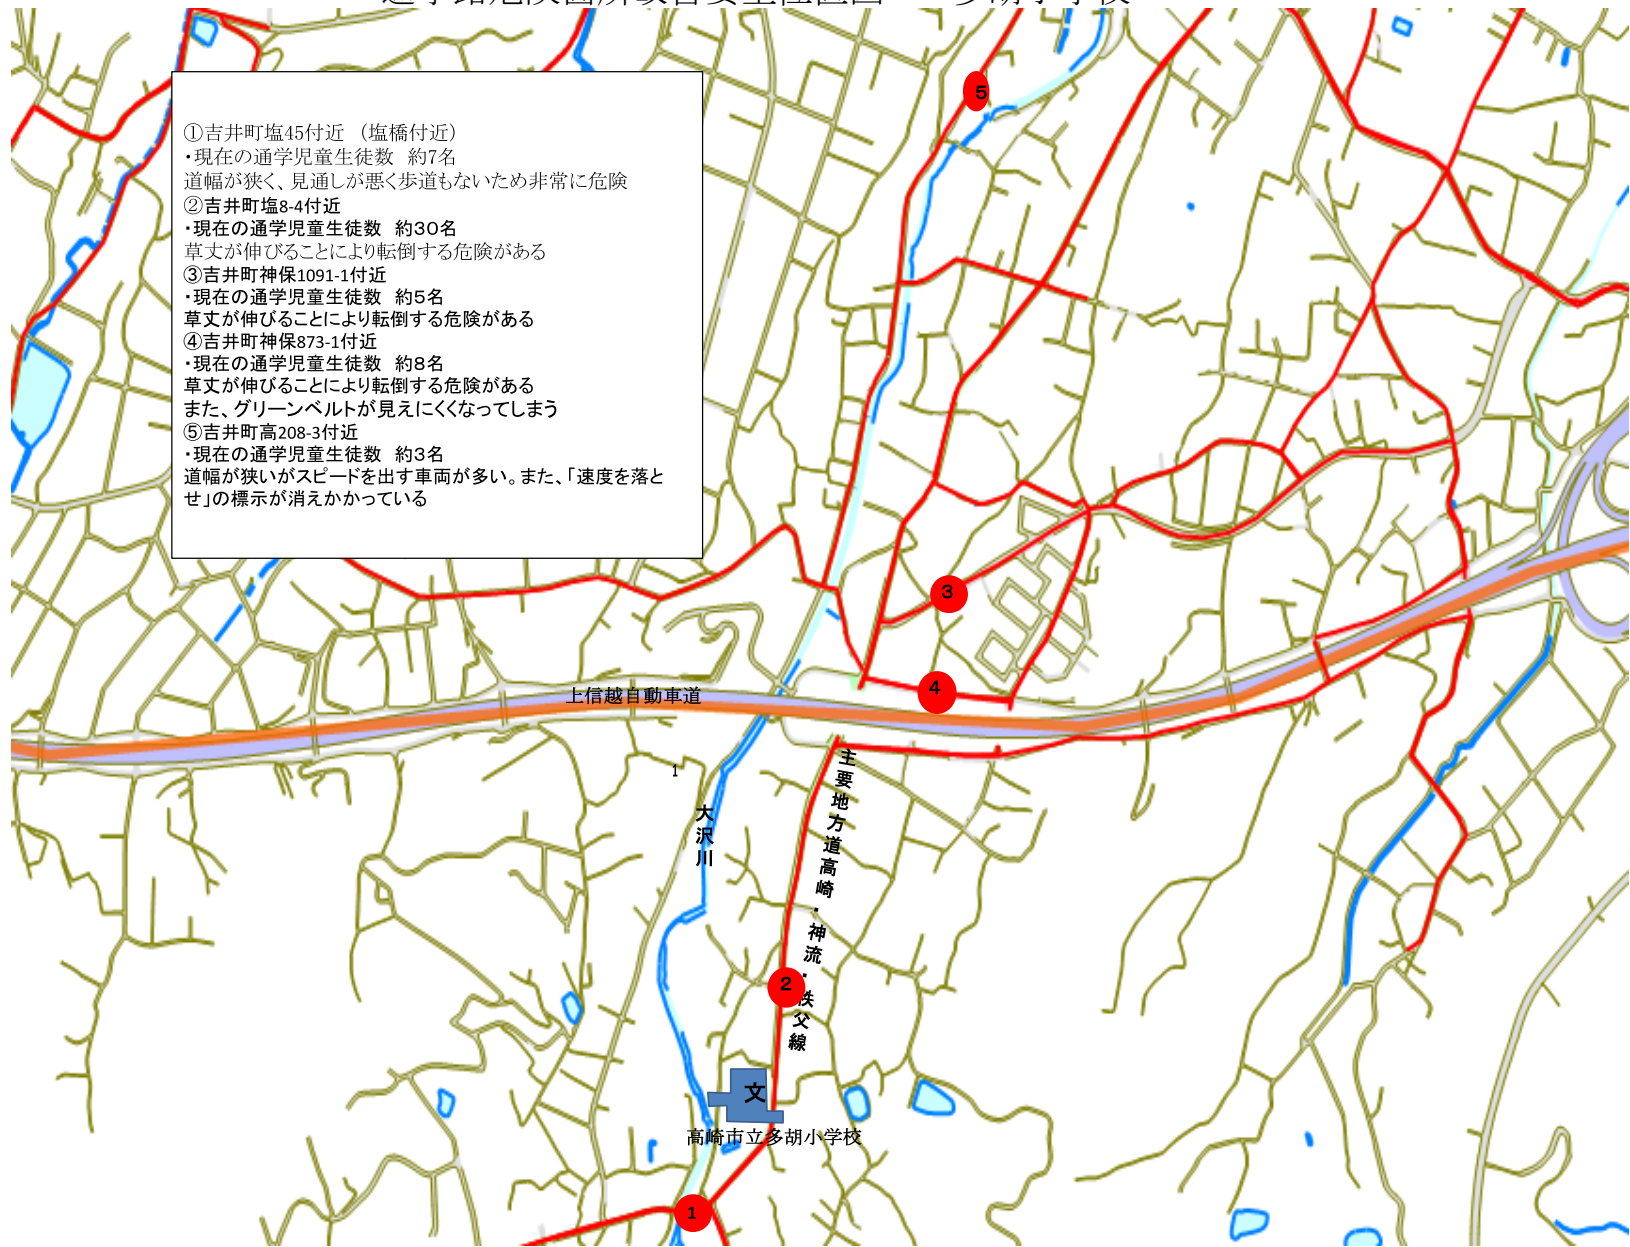 ①吉井町塩45付近　（塩橋付近）
・現在の通学児童生徒数　約7名
道幅が狭く、見通しが悪く歩道もないため非常に危険
②吉井町塩8-4付近
・現在の通学児童生徒数　約30名
草丈が伸びることにより転倒する危険がある
③吉井町神保1091-1付近
・現在の通学児童生徒数　約5名
草丈が伸びることにより転倒する危険がある
④吉井町神保873-1付近
・現在の通学児童生徒数　約8名
草丈が伸びることにより転倒する危険がある
また、グリーンベルトが見えにくくなってしまう
⑤吉井町高208-3付近
・現在の通学児童生徒数　約3名
道幅が狭いがスピードを出す車両が多い。また、「速度を落と
せ」の標示が消えかかっている
5
3
4
上信越自動車道
1
大沢川
主要地方道高崎・神流・秩父線
2
文
高崎市立多胡小学校
1